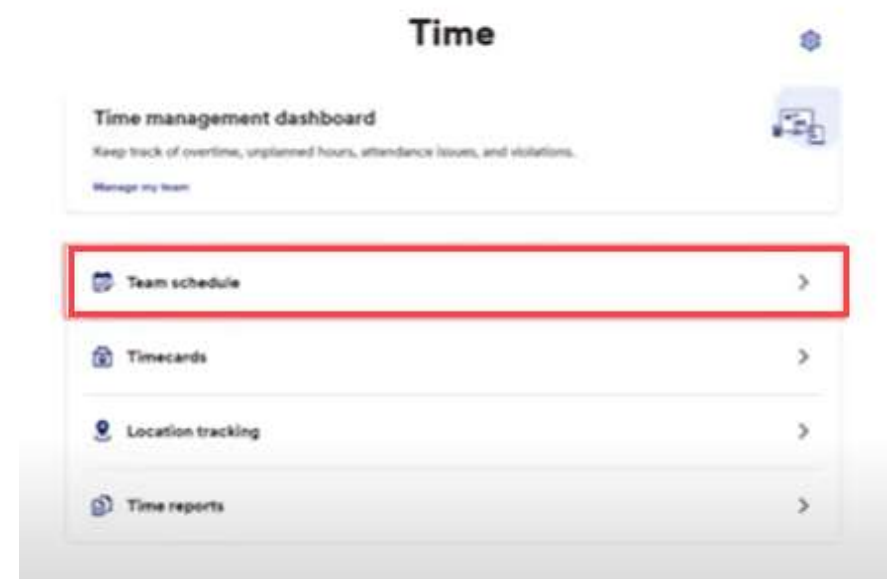 Time
Time management dashboard
Keep track of overtime, unplanned hours, attendance issues, and violations.
Manage my team
Team schedule
Timecards
Location tracking
Time reports